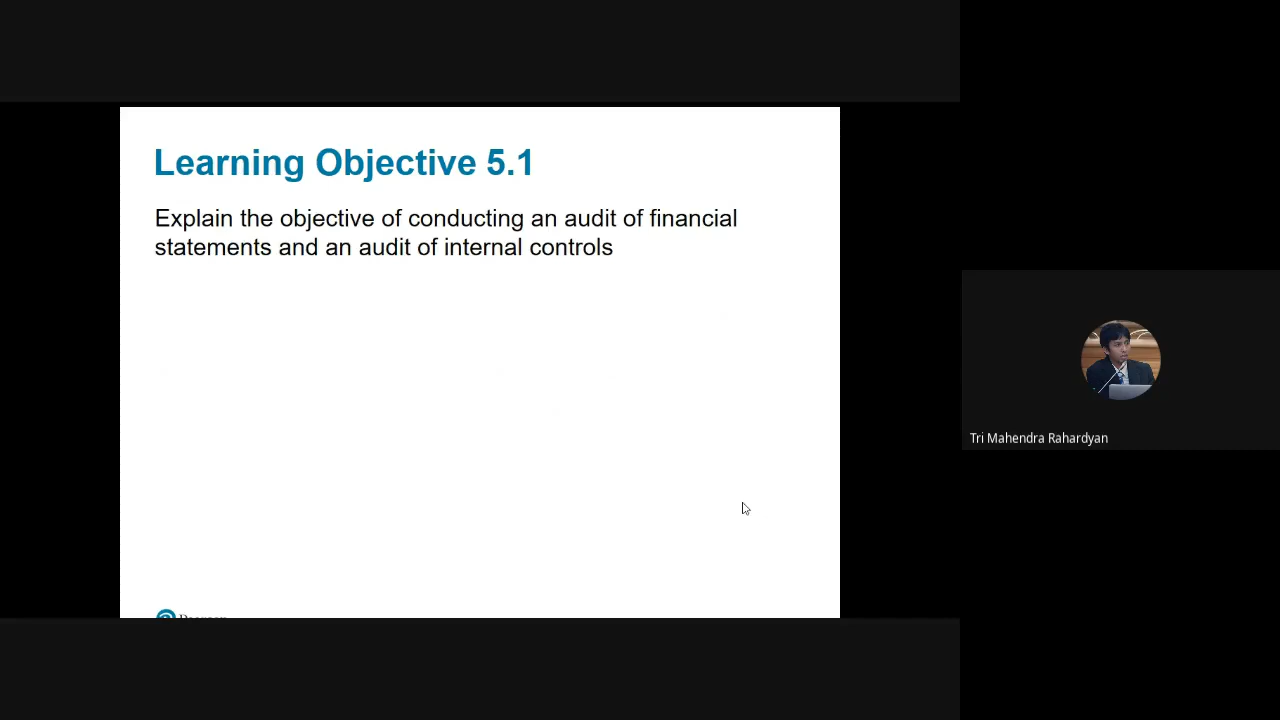 Learning Objective 5.1
Explain the objective of conducting an audit of financial
statements and an audit of internal controls
Tri Mahendra Rahardyan
Pearson